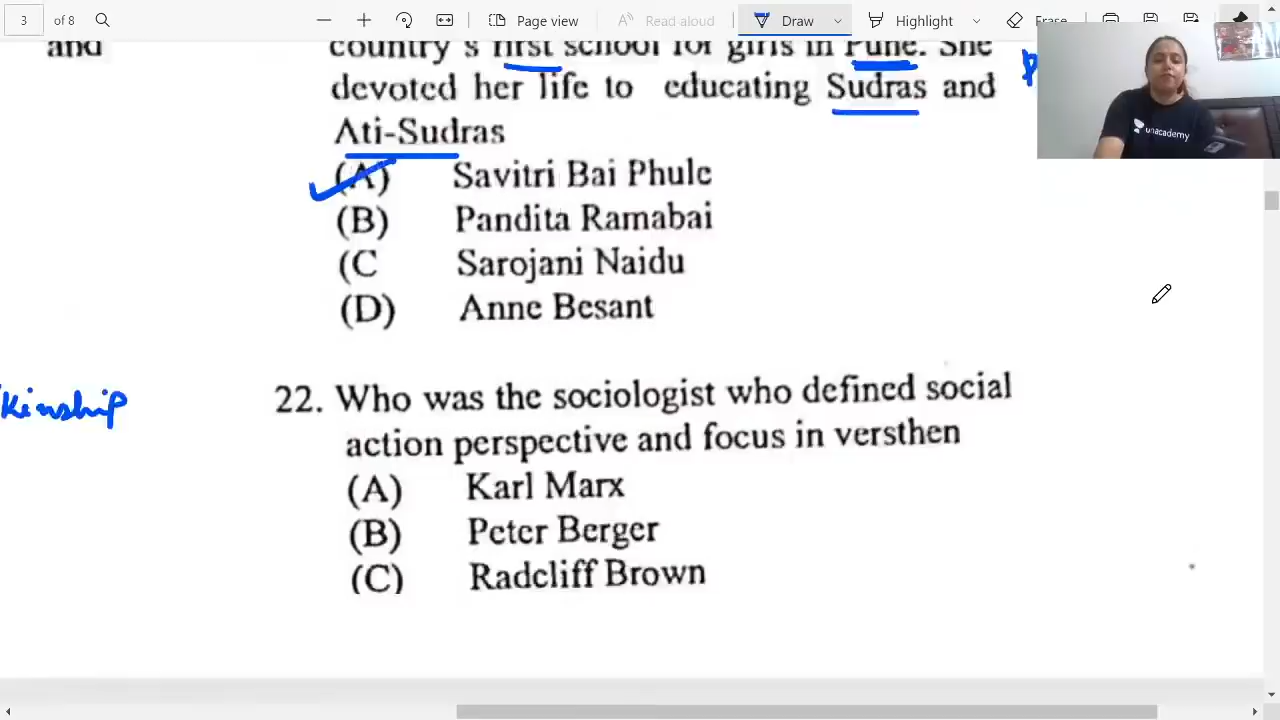 3 of 8 Page view Read aloud Draw Highlight Erase
and
country's first school for girls in Pune. She
devoted her life to educating Sudras and
Ati-Sudras
(A) Savitri Bai Phule
(B) Pandita Ramabai
(C Sarojani Naidu
(D) Anne Besant
unacademy
Kinship
22. Who was the sociologist who defined social
action perspective and focus in versthen
(A) Karl Marx
(B) Peter Berger
(C) Radcliff Brown